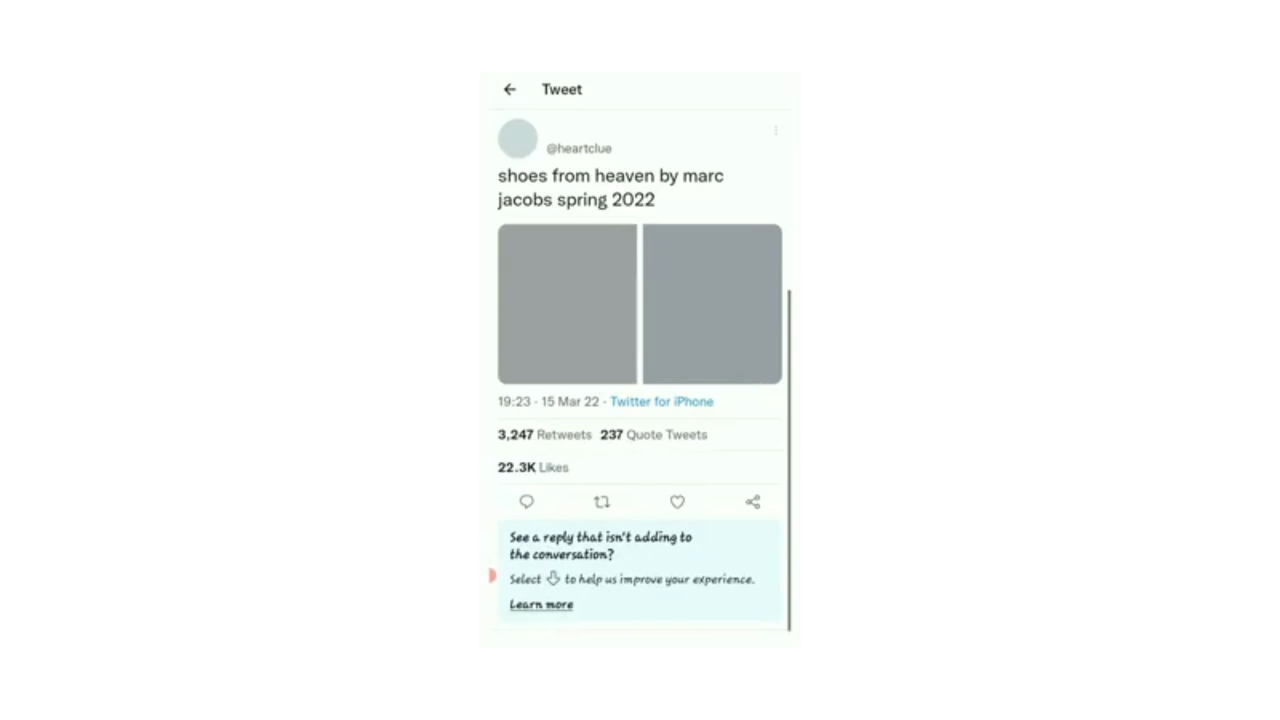 Tweet
@heartclue
shoes from heaven by marc
jacobs spring 2022
19:23 · 15 Mar 22 · Twitter for iPhone
3,247 Retweets 237 Quote Tweets
22.3K Likes
See a reply that isn't adding to
the conversation?
Select to help us improve your experience.
Learn more